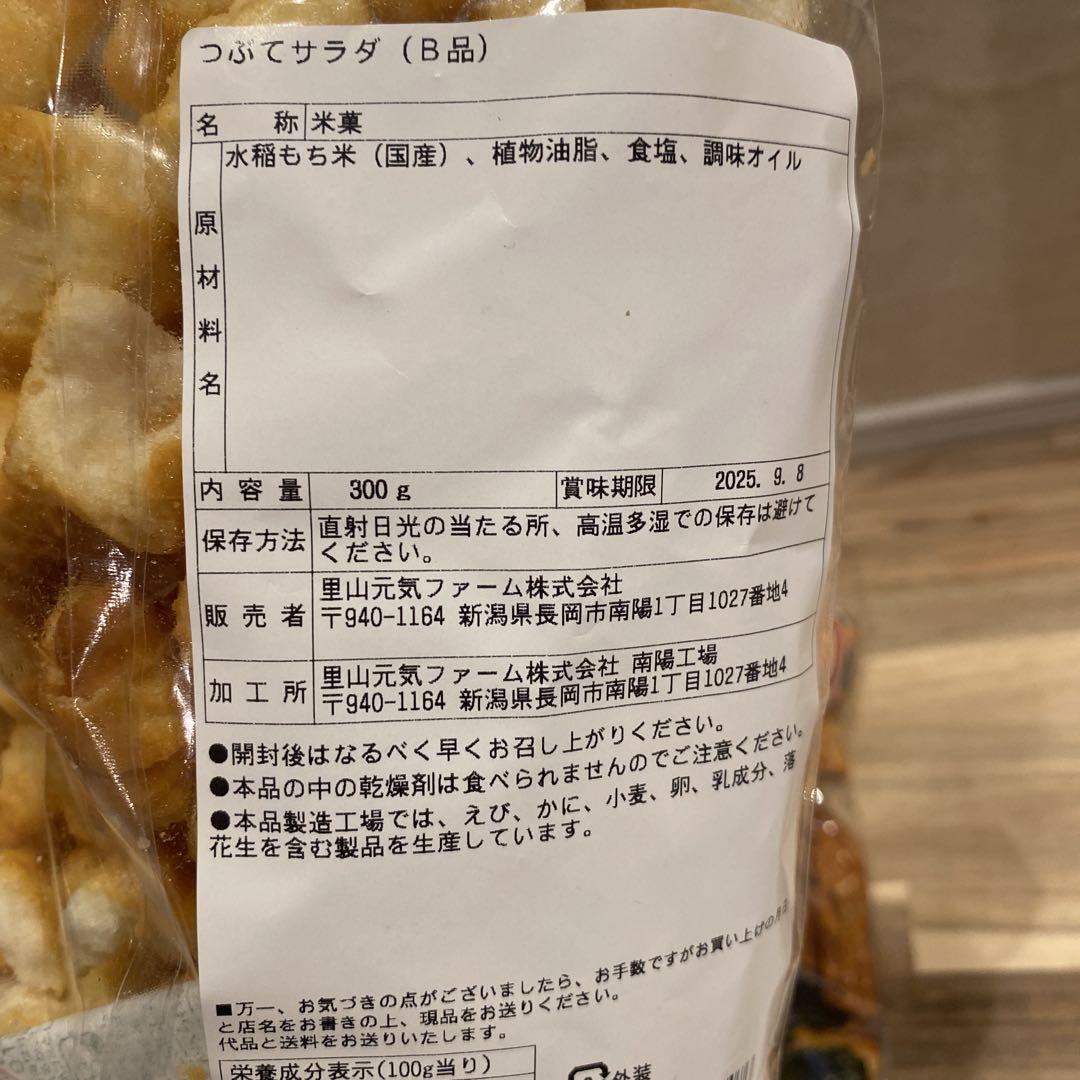 つぶてサラダ（B品）
名 称 米菓
原材料名 水稲もち米（国産）、植物油脂、食塩、調味オイル
内容量 300g 賞味期限 2025. 9. 8
保存方法 直射日光の当たる所、高温多湿での保存は避けて
ください。
販売者 里山元気ファーム株式会社
〒940-1164 新潟県長岡市南陽1丁目1027番地4
加工所 里山元気ファーム株式会社 南陽工場
〒940-1164 新潟県長岡市南陽1丁目1027番地4
●開封後はなるべく早くお召し上がりください。
●本品の中の乾燥剤は食べられませんのでご注意ください。
●本品製造工場では、えび、かに、小麦、卵、乳成分、落
花生を含む製品を生産しています。
■万一、お気づきの点がございましたら、お手数ですがお買い上げの月日
と店名をお書きの上、現品をお送りください。
代品と送料をお送りいたします。
栄養成分表示(100g当り)
外装